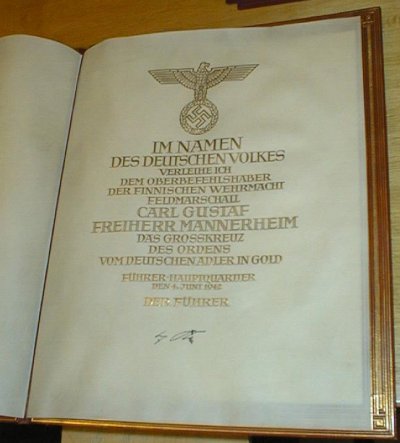 IM NAMEN
DES DEUTSCHEN VOLKES
VERLEIHE ICH
DEM OBERBEFEHLSHABER
DER FINNISCHEN WEHRMACHT
FELDMARSCHALL
CARL GUSTAF
FREIHERR MANNERHEIM
DAS GROSSKREUZ
DES ORDENS
VOM DEUTSCHEN ADLER IN GOLD
FÜHRER-HAUPTQUARTIER
DEN 4. JUNI 1942
DER FÜHRER